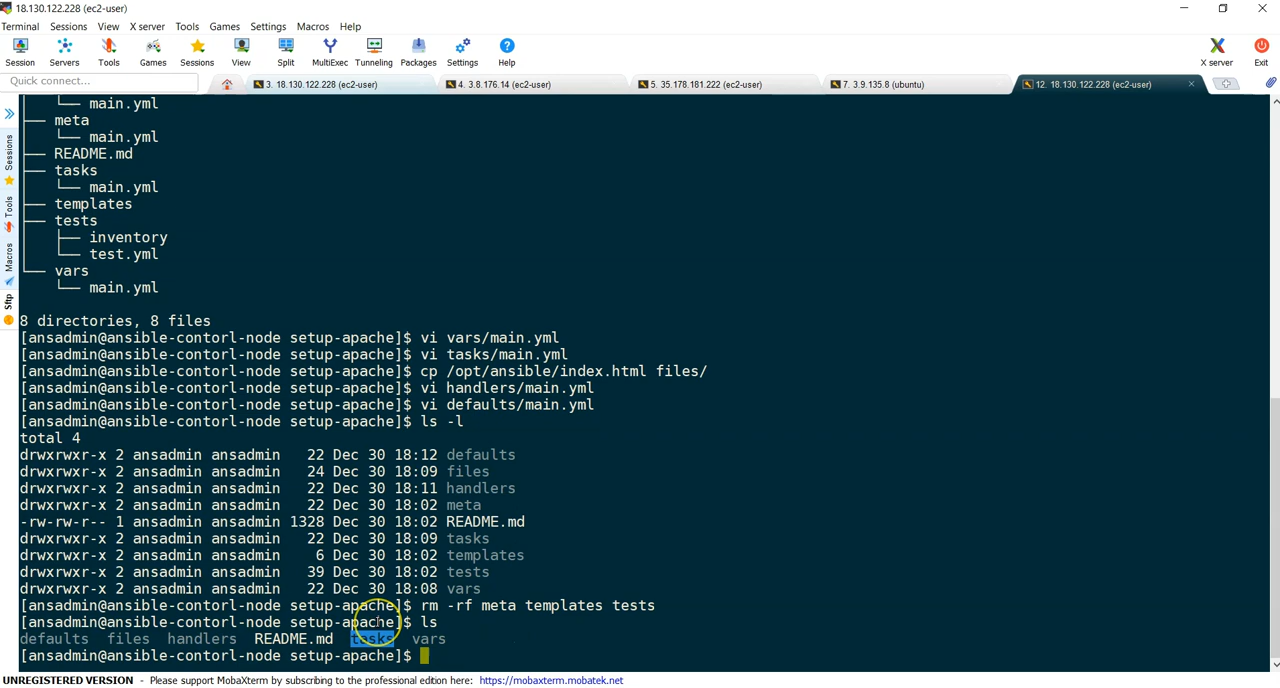 18.130.122.228 (ec2-user)
Terminal Sessions View X server Tools Games Settings Macros Help
Session Servers Tools Games Sessions View Split MultiExec Tunneling Packages Settings Help X server Exit
Quick connect...
3. 18.130.122.228 (ec2-user)
4. 3.8.176.14 (ec2-user)
5. 35.178.181.222 (ec2-user)
7. 3.9.135.8 (ubuntu)
12. 18.130.122.228 (ec2-user)
Sessions
Tools
Macros
Sftp
│   └── main.yml
├── meta
│   └── main.yml
├── README.md
├── tasks
│   └── main.yml
├── templates
├── tests
│   ├── inventory
│   └── test.yml
└── vars
    └── main.yml
8 directories, 8 files
[ansadmin@ansible-contorl-node setup-apache]$ vi vars/main.yml
[ansadmin@ansible-contorl-node setup-apache]$ vi tasks/main.yml
[ansadmin@ansible-contorl-node setup-apache]$ cp /opt/ansible/index.html files/
[ansadmin@ansible-contorl-node setup-apache]$ vi handlers/main.yml
[ansadmin@ansible-contorl-node setup-apache]$ vi defaults/main.yml
[ansadmin@ansible-contorl-node setup-apache]$ ls -l
total 4
drwxrwxr-x 2 ansadmin ansadmin   22 Dec 30 18:12 defaults
drwxrwxr-x 2 ansadmin ansadmin   24 Dec 30 18:09 files
drwxrwxr-x 2 ansadmin ansadmin   22 Dec 30 18:11 handlers
drwxrwxr-x 2 ansadmin ansadmin   22 Dec 30 18:02 meta
-rw-rw-r-- 1 ansadmin ansadmin 1328 Dec 30 18:02 README.md
drwxrwxr-x 2 ansadmin ansadmin   22 Dec 30 18:09 tasks
drwxrwxr-x 2 ansadmin ansadmin    6 Dec 30 18:02 templates
drwxrwxr-x 2 ansadmin ansadmin   39 Dec 30 18:02 tests
drwxrwxr-x 2 ansadmin ansadmin   22 Dec 30 18:08 vars
[ansadmin@ansible-contorl-node setup-apache]$ rm -rf meta templates tests
[ansadmin@ansible-contorl-node setup-apache]$ ls
defaults  files  handlers  README.md  tasks  vars
[ansadmin@ansible-contorl-node setup-apache]$
UNREGISTERED VERSION - Please support MobaXterm by subscribing to the professional edition here: https://mobaxterm.mobatek.net